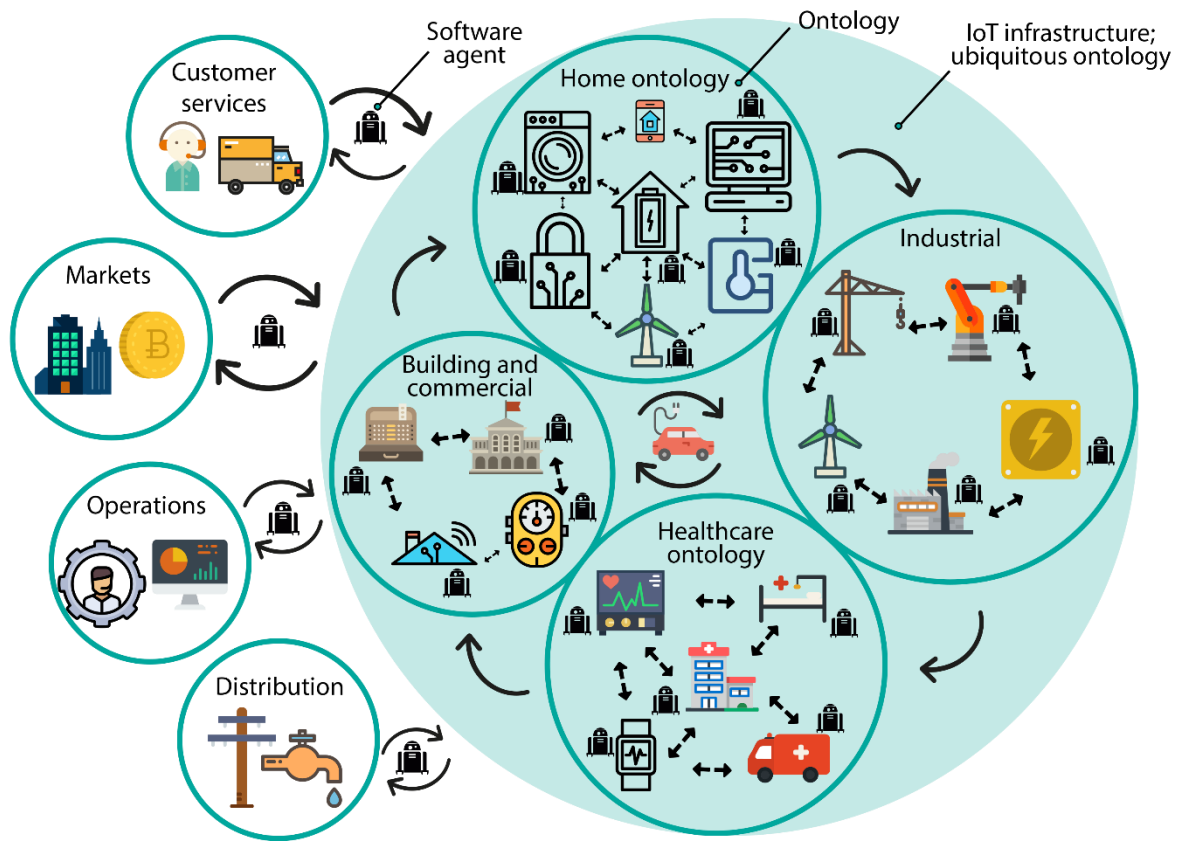 Software
agent
Ontology
IoT infrastructure;
ubiquitous ontology
Customer
services
Home ontology
Markets
Industrial
Building and
commercial
Operations
Healthcare
ontology
Distribution